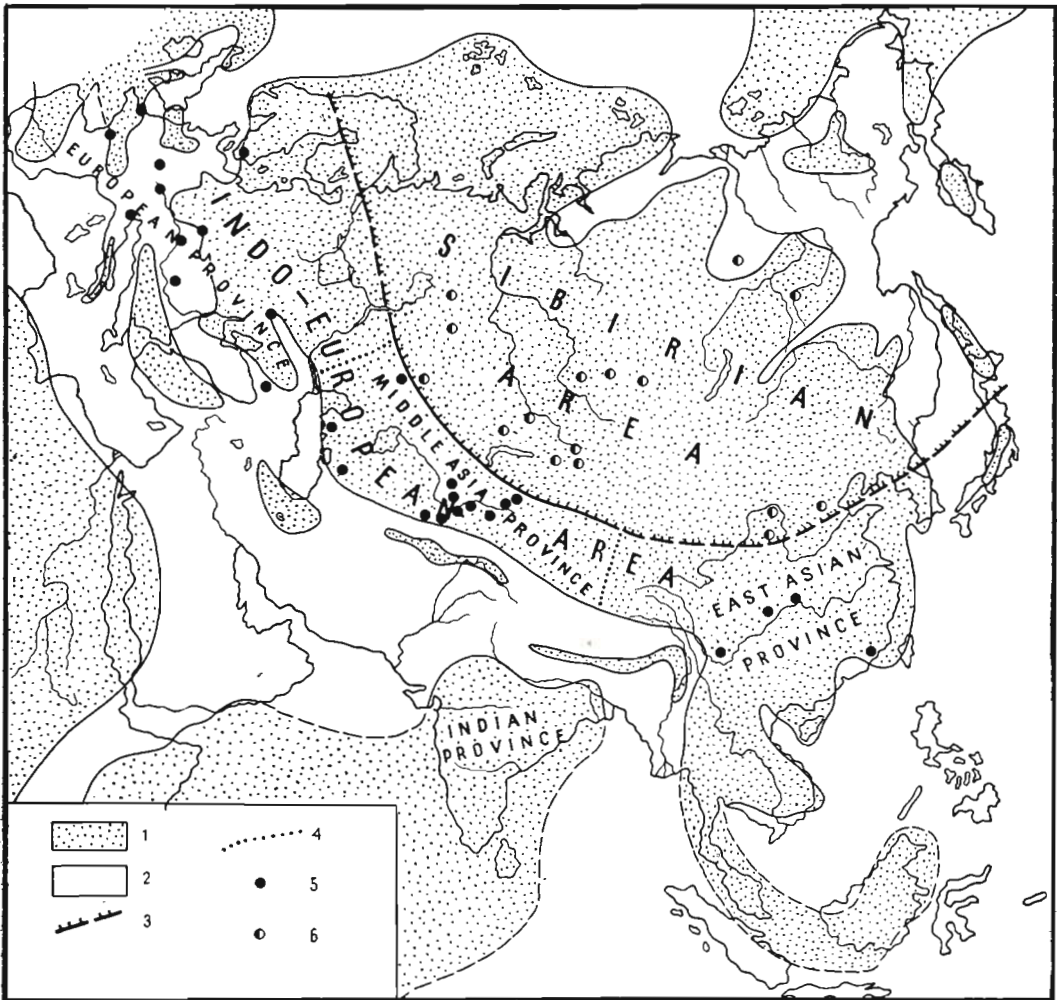 EUROPEAN PROVINCE
INDO-EUROPEAN AREA
SIBIRIAN AREA
MIDDLE ASIA PROVINCE
EAST ASIAN
PROVINCE
INDIAN
PROVINCE
1
2
3
4
5
6